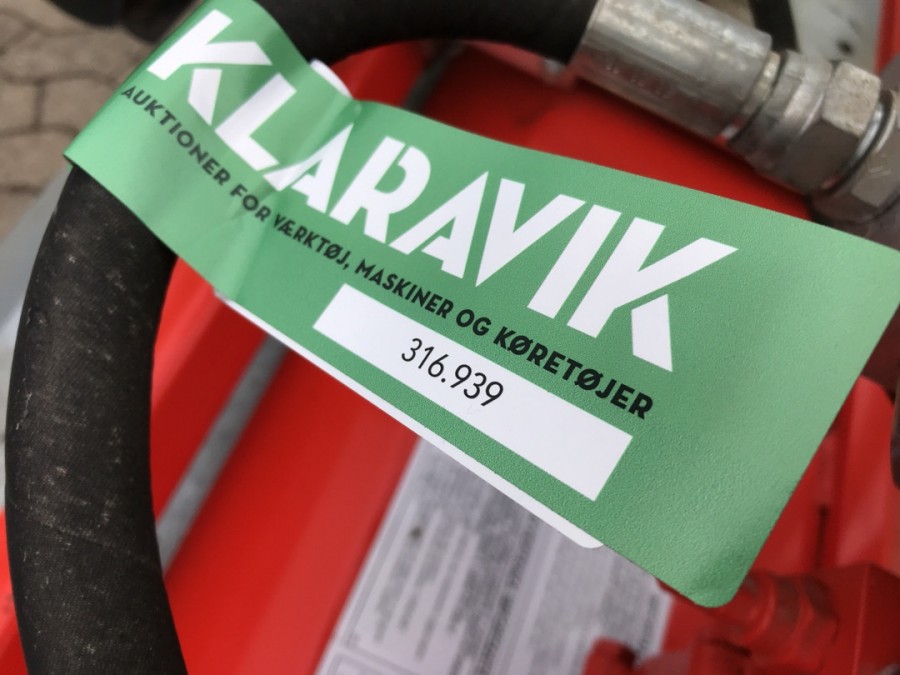 KLARAVIK
AUKTIONER FOR VÆRKTØJ, MASKINER OG KØRETØJER
316.939